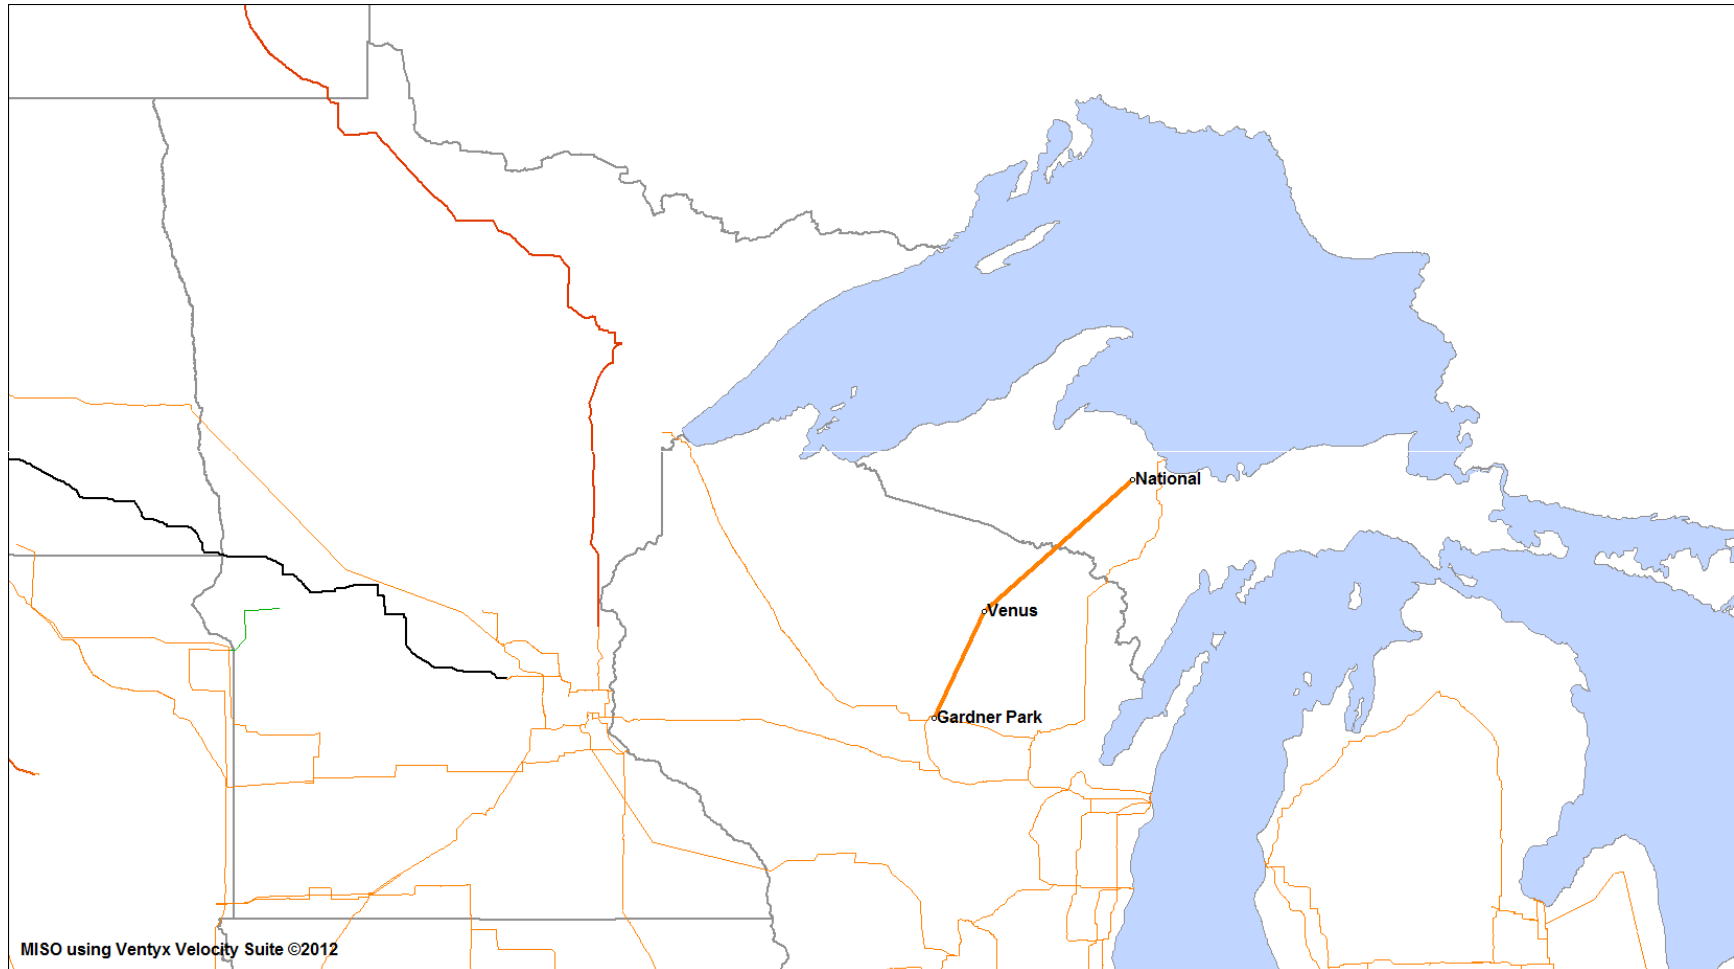 National
Venus
Gardner Park
MISO using Ventyx Velocity Suite ©2012